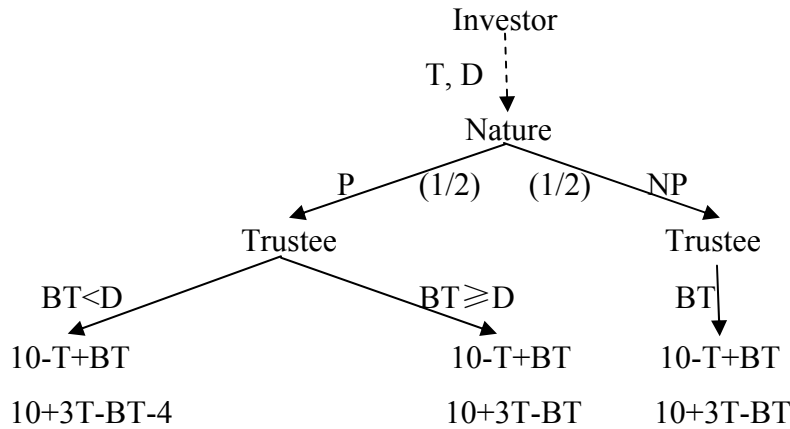 Investor
T, D
Nature
P (1/2) (1/2) NP
Trustee Trustee
BT<D BT≥D BT
10-T+BT 10-T+BT 10-T+BT
10+3T-BT-4 10+3T-BT 10+3T-BT